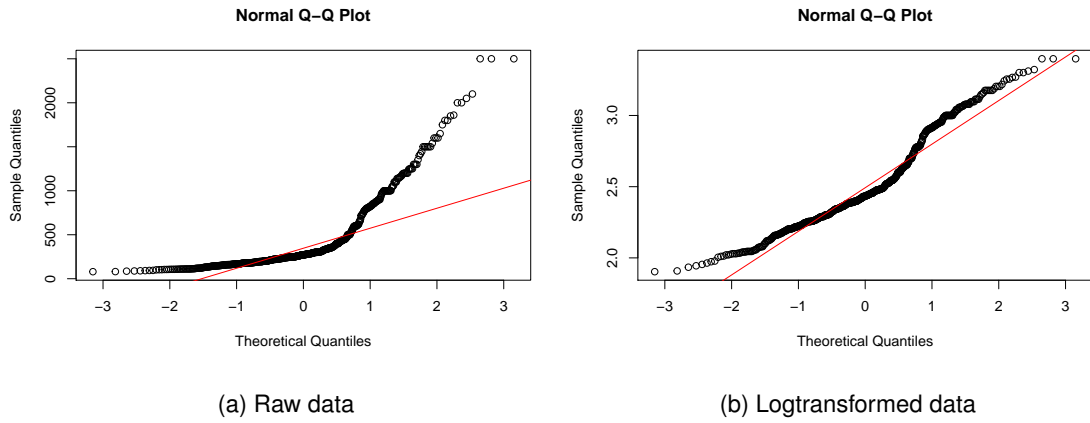 Normal Q−Q Plot
Sample Quantiles
0
500
1000
2000
−3 −2 −1 0 1 2 3
Theoretical Quantiles
(a) Raw data
Normal Q−Q Plot
Sample Quantiles
2.0
2.5
3.0
−3 −2 −1 0 1 2 3
Theoretical Quantiles
(b) Logtransformed data